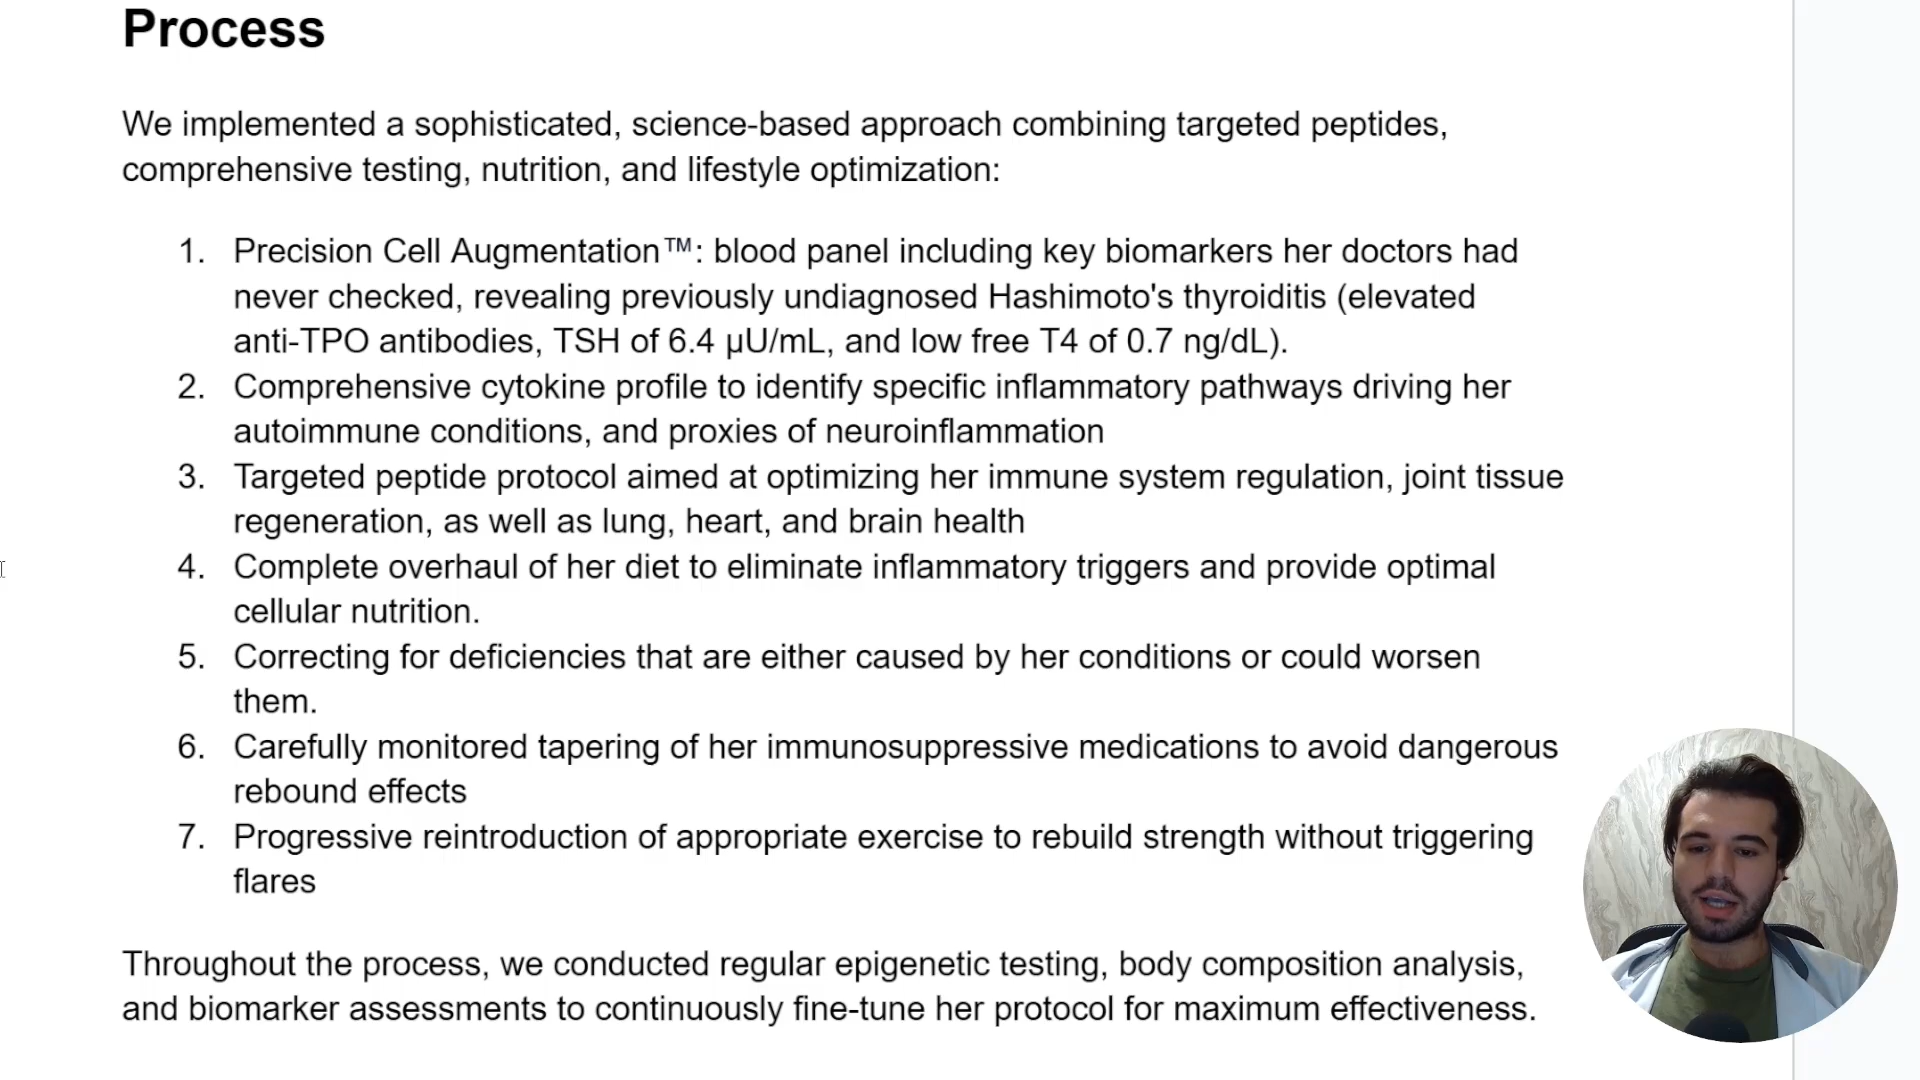 Process
We implemented a sophisticated, science-based approach combining targeted peptides,
comprehensive testing, nutrition, and lifestyle optimization:
1. Precision Cell Augmentation™: blood panel including key biomarkers her doctors had
never checked, revealing previously undiagnosed Hashimoto's thyroiditis (elevated
anti-TPO antibodies, TSH of 6.4 µU/mL, and low free T4 of 0.7 ng/dL).
2. Comprehensive cytokine profile to identify specific inflammatory pathways driving her
autoimmune conditions, and proxies of neuroinflammation
3. Targeted peptide protocol aimed at optimizing her immune system regulation, joint tissue
regeneration, as well as lung, heart, and brain health
4. Complete overhaul of her diet to eliminate inflammatory triggers and provide optimal
cellular nutrition.
5. Correcting for deficiencies that are either caused by her conditions or could worsen
them.
6. Carefully monitored tapering of her immunosuppressive medications to avoid dangerous
rebound effects
7. Progressive reintroduction of appropriate exercise to rebuild strength without triggering
flares
Throughout the process, we conducted regular epigenetic testing, body composition analysis,
and biomarker assessments to continuously fine-tune her protocol for maximum effectiveness.